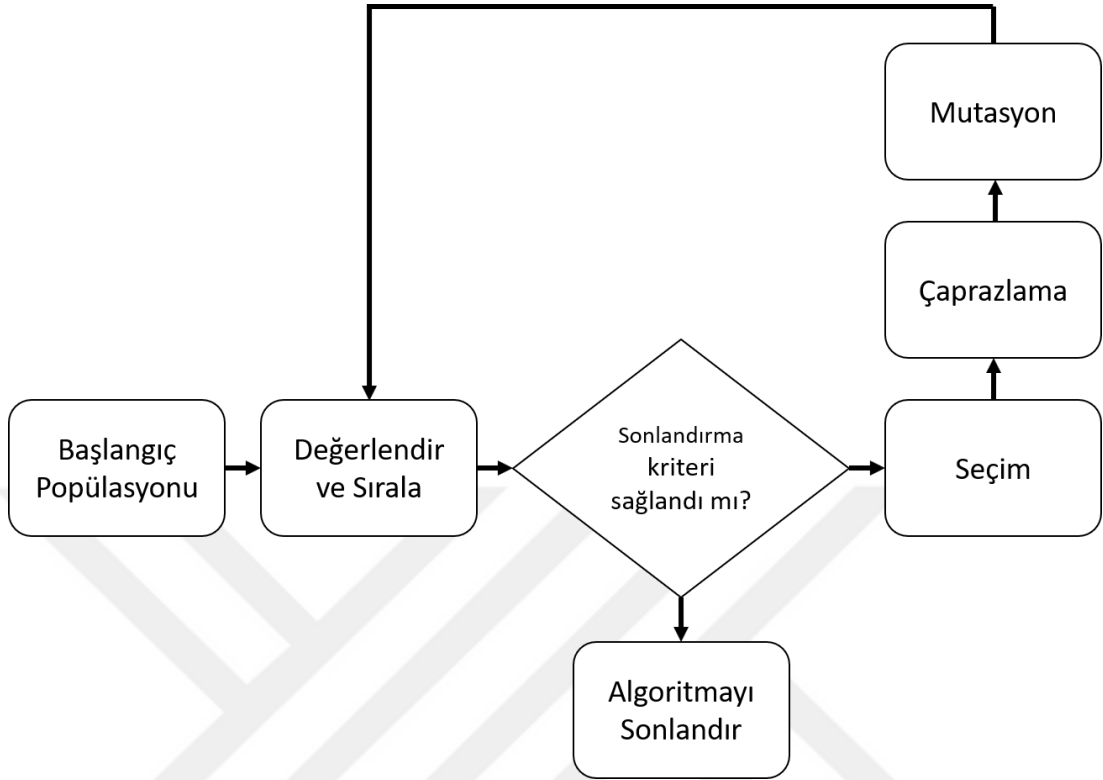 Başlangıç
Popülasyonu
Değerlendir
ve Sırala
Sonlandırma
kriteri
sağlandı mı?
Seçim
Çaprazlama
Mutasyon
Algoritmayı
Sonlandır